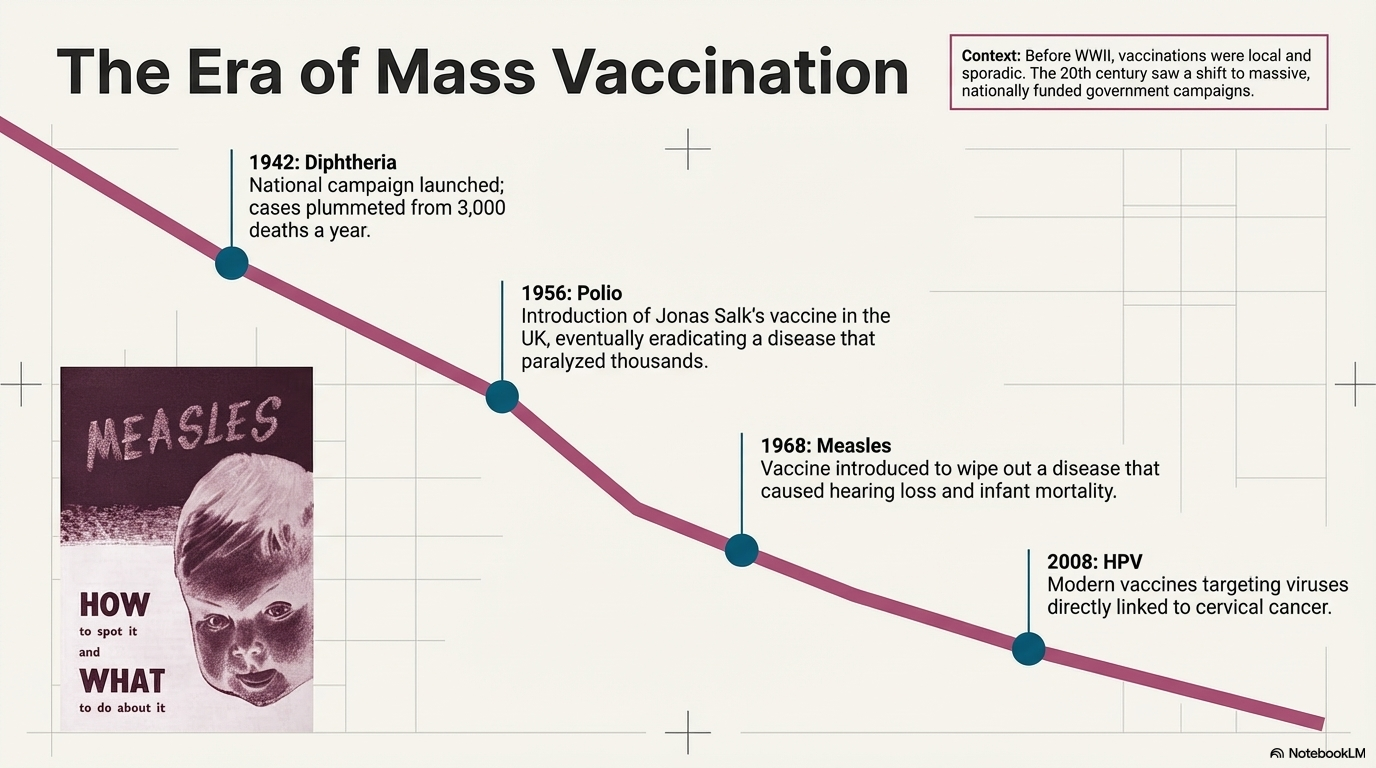 The Era of Mass Vaccination
Context: Before WWII, vaccinations were local and
sporadic. The 20th century saw a shift to massive,
nationally funded government campaigns.
1942: Diphtheria
National campaign launched;
cases plummeted from 3,000
deaths a year.
1956: Polio
Introduction of Jonas Salk's vaccine in the
UK, eventually eradicating a disease that
paralyzed thousands.
1968: Measles
Vaccine introduced to wipe out a disease that
caused hearing loss and infant mortality.
2008: HPV
Modern vaccines targeting viruses
directly linked to cervical cancer.
MEASLES
HOW
to spot it
and
WHAT
to do about it
NotebookLM